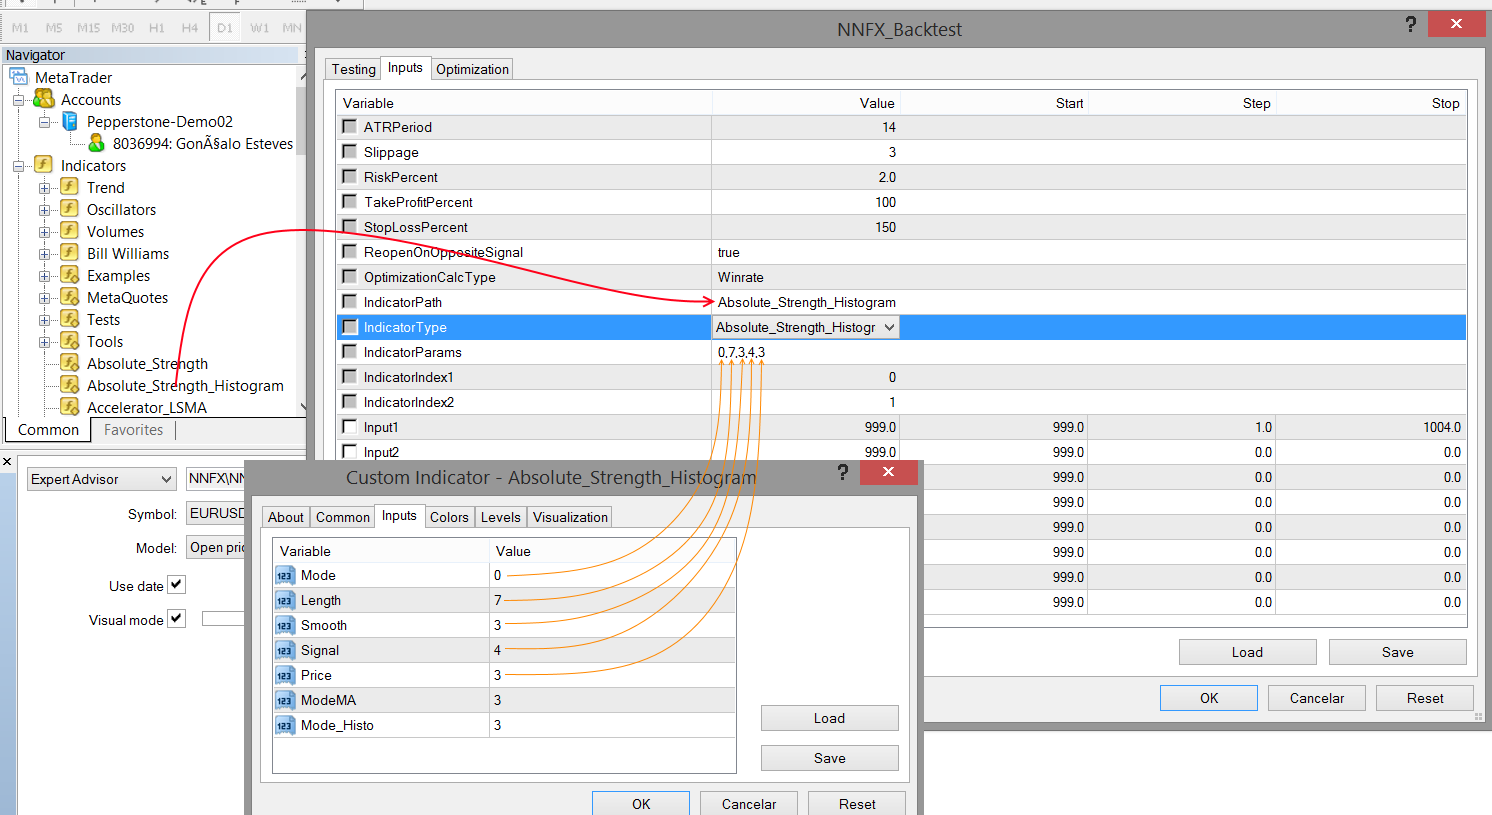 M1 M5 M15 M30 H1 H4 D1 W1 MN
Navigator
MetaTrader
Accounts
Pepperstone-Demo02
8036994: GonÃ§alo Esteves
Indicators
Trend
Oscillators
Volumes
Bill Williams
Examples
MetaQuotes
Tests
Tools
Absolute_Strength
Absolute_Strength_Histogram
Accelerator_LSMA
Common Favorites
Expert Advisor NNFX\NN
Symbol: EURUSD
Model: Open pric
Use date
Visual mode
NNFX_Backtest
? ×
Testing Inputs Optimization
Variable Value Start Step Stop
ATRPeriod 14
Slippage 3
RiskPercent 2.0
TakeProfitPercent 100
StopLossPercent 150
ReopenOnOppositeSignal true
OptimizationCalcType Winrate
IndicatorPath Absolute_Strength_Histogram
IndicatorType Absolute_Strength_Histogr
IndicatorParams 0,7,3,4,3
IndicatorIndex1 0
IndicatorIndex2 1
Input1 999.0 999.0 1.0 1004.0
Input2 999.0 999.0 0.0 0.0
999.0 0.0 0.0
999.0 0.0 0.0
999.0 0.0 0.0
999.0 0.0 0.0
999.0 0.0 0.0
999.0 0.0 0.0
Load Save
OK Cancelar Reset
Custom Indicator - Absolute_Strength_Histogram
? ×
About Common Inputs Colors Levels Visualization
Variable Value
123 Mode 0
123 Length 7
123 Smooth 3
123 Signal 4
123 Price 3
123 ModeMA 3
123 Mode_Histo 3
Load
Save
OK Cancelar Reset